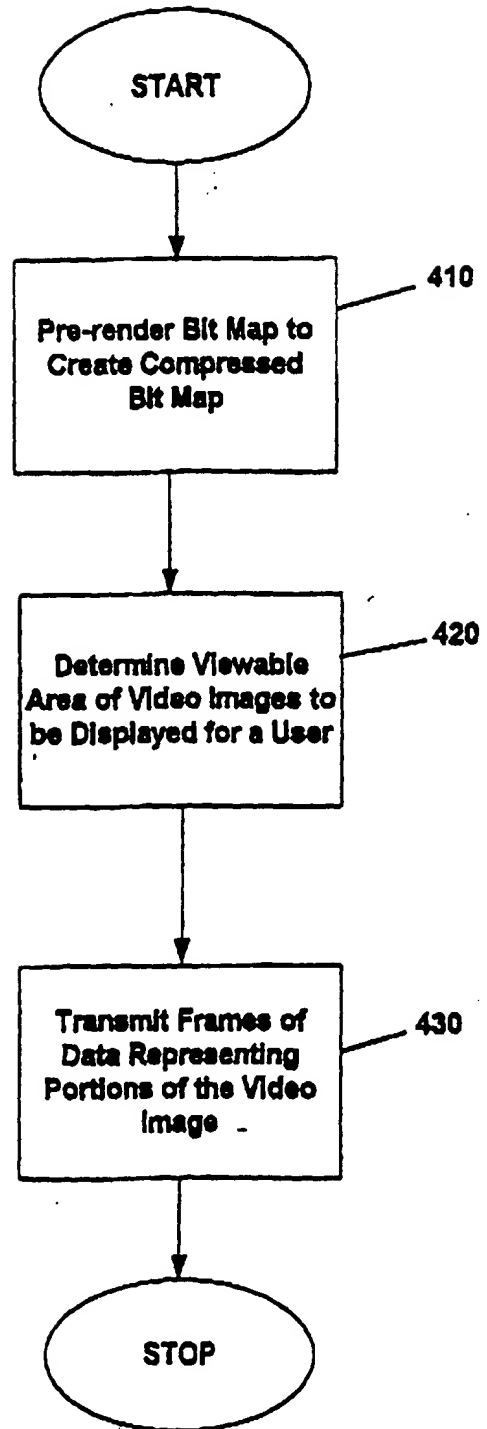 START
410
Pre-render Bit Map to
Create Compressed
Bit Map
420
Determine Viewable
Area of Video Images to
be Displayed for a User
430
Transmit Frames of
Data Representing
Portions of the Video
Image
STOP